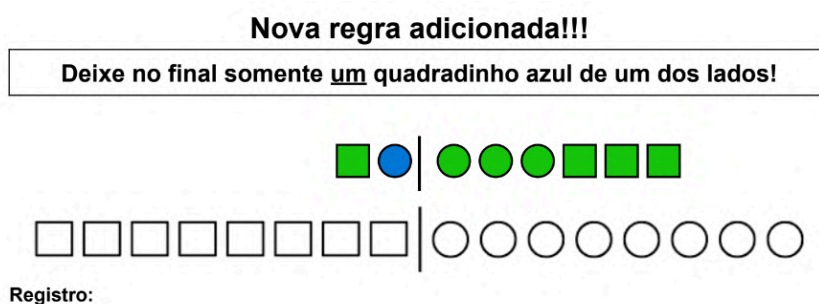 Nova regra adicionada!!!
Deixe no final somente um quadradinho azul de um dos lados!
Registro: